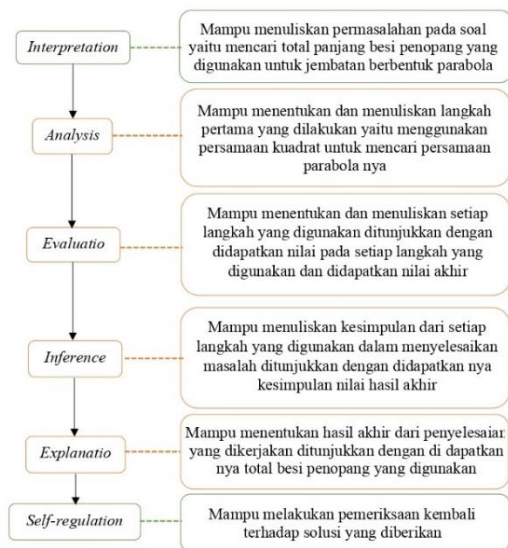 Interpretation
Mampu menuliskan permasalahan pada soal
yaitu mencari total panjang besi penopang yang
digunakan untuk jembatan berbentuk parabola
Analysis
Mampu menentukan dan menuliskan langkah
pertama yang dilakukan yaitu menggunakan
persamaan kuadrat untuk mencari persamaan
parabola nya
Evaluatio
Mampu menentukan dan menuliskan setiap
langkah yang digunakan ditunjukkan dengan
didapatkan nilai pada setiap langkah yang
digunakan dan didapatkan nilai akhir
Inference
Mampu menuliskan kesimpulan dari setiap
langkah yang digunakan dalam menyelesaikan
masalah ditunjukkan dengan didapatkan nya
kesimpulan nilai hasil akhir
Explanatio
Mampu menentukan hasil akhir dari penyelesaian
yang dikerjakan ditunjukkan dengan di dapatkan
nya total besi penopang yang digunakan
Self-regulation
Mampu melakukan pemeriksaan kembali
terhadap solusi yang diberikan